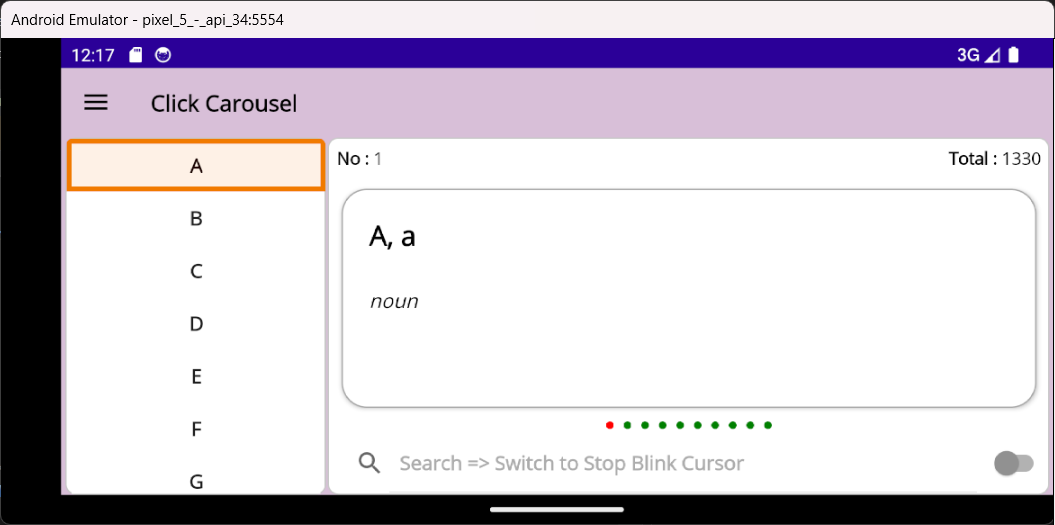 Android Emulator - pixel_5_-_api_34:5554
12:17
3G
Click Carousel
A
B
C
D
E
F
G
No : 1
Total : 1330
A, a
noun
Search => Switch to Stop Blink Cursor